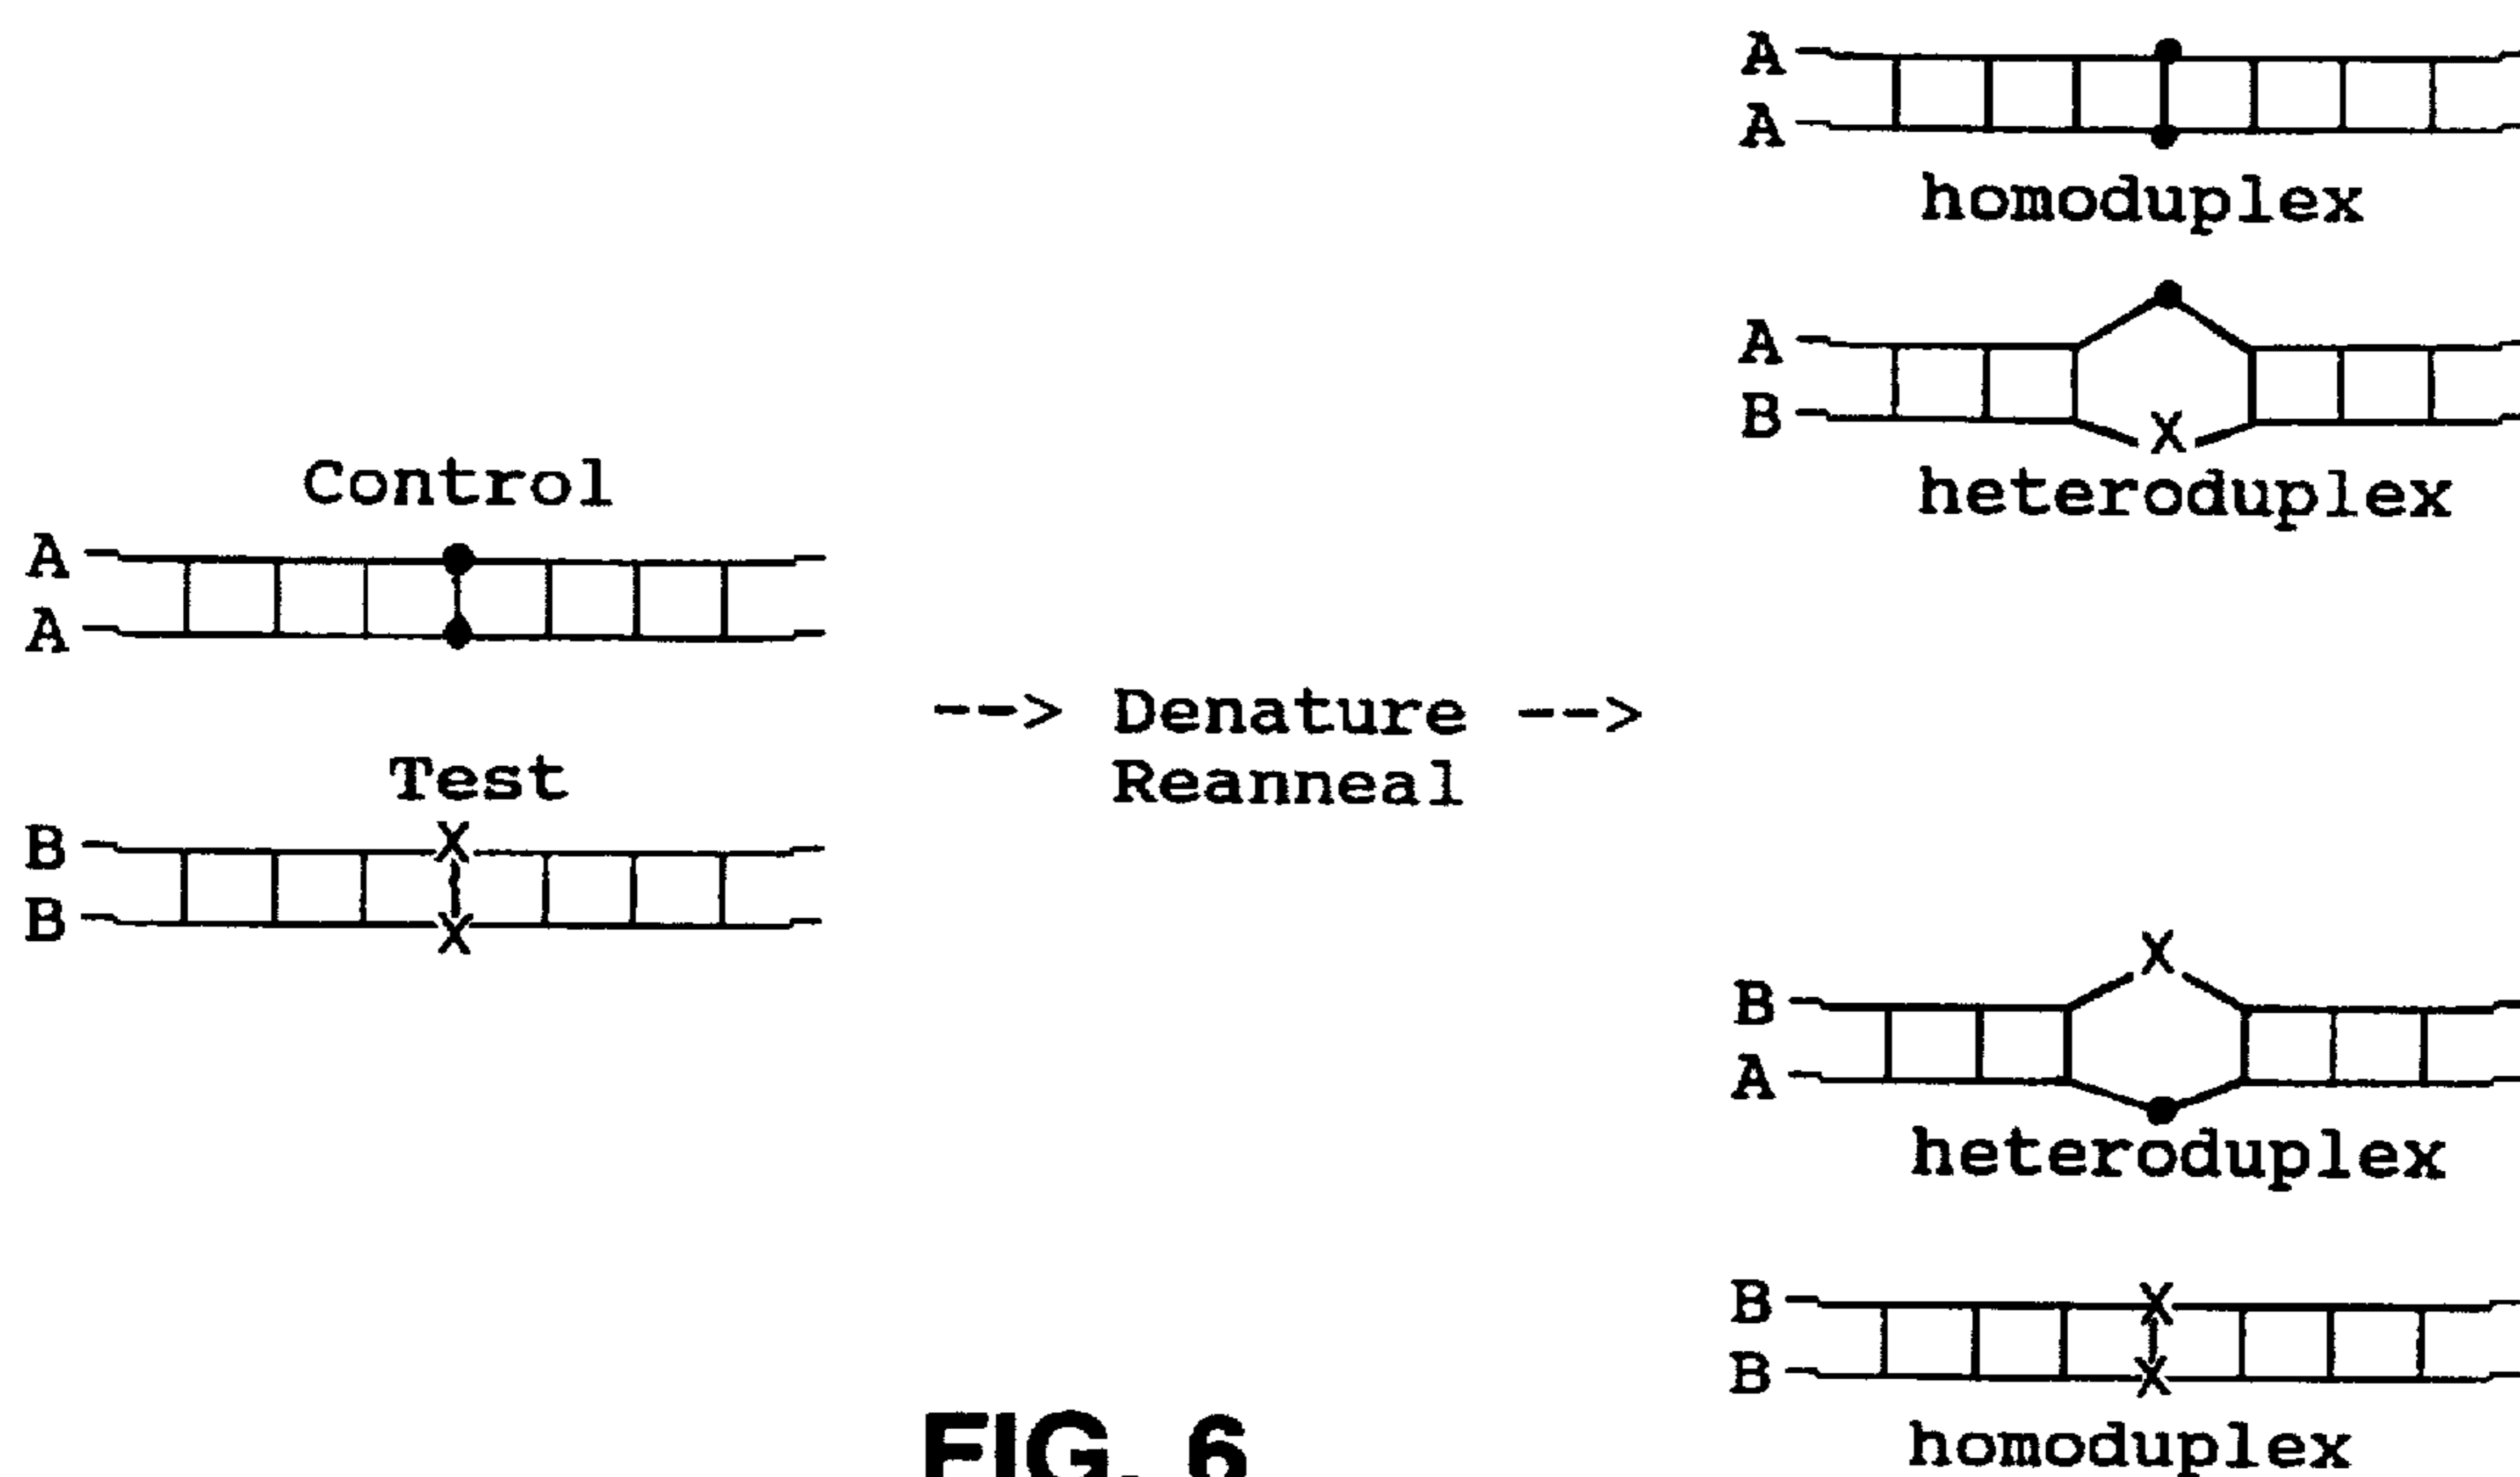 Control
A
A
Test
B
B
--> Denature -->
Reanneal
A
A
homoduplex
A
B
X
heteroduplex
X
X
X
B
A
heteroduplex
B
X
B
X
homoduplex
FIG. 6